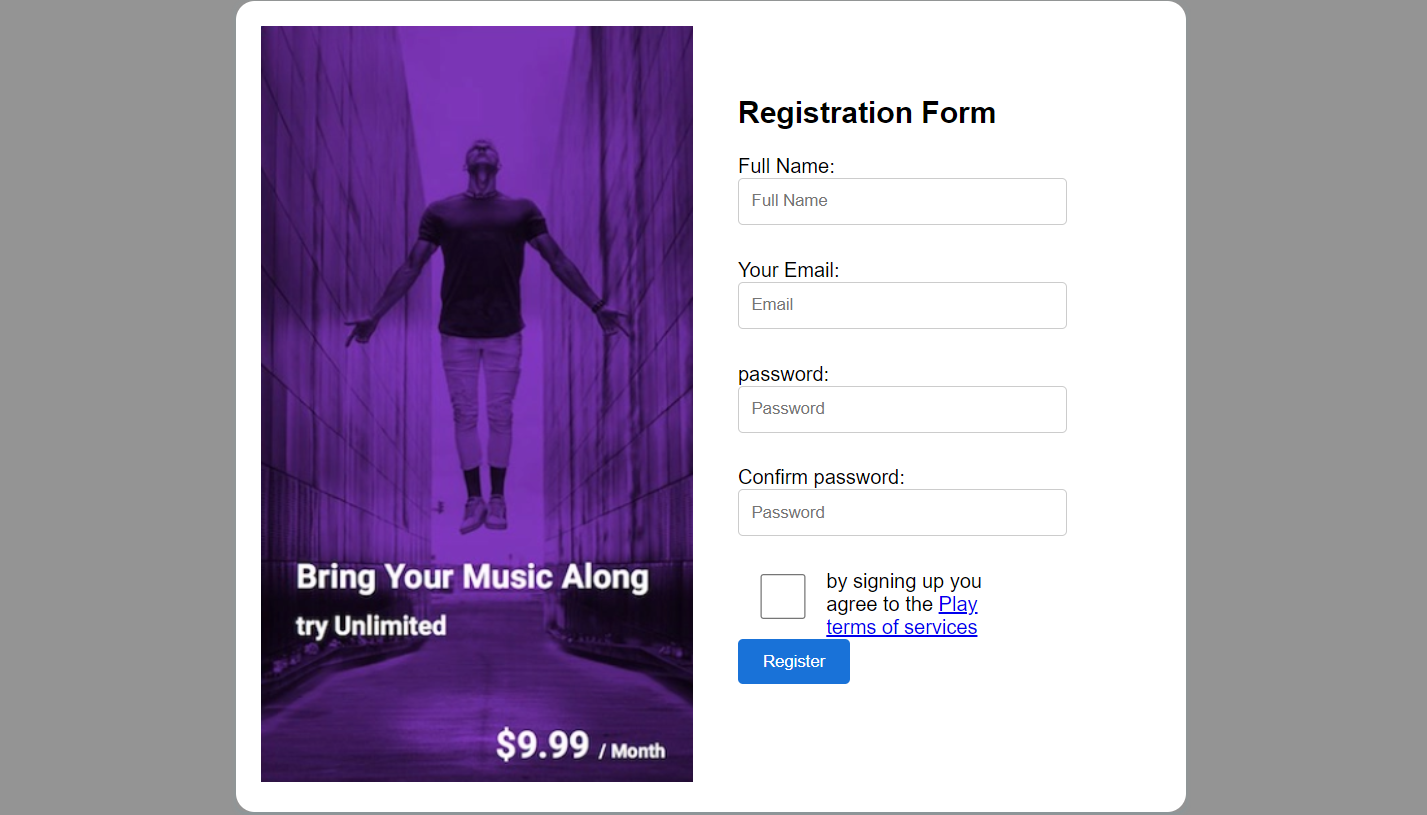 Bring Your Music Along
try Unlimited
$9.99 / Month
Registration Form
Full Name:
Full Name
Your Email:
Email
password:
Password
Confirm password:
Password
by signing up you
agree to the Play
terms of services
Register